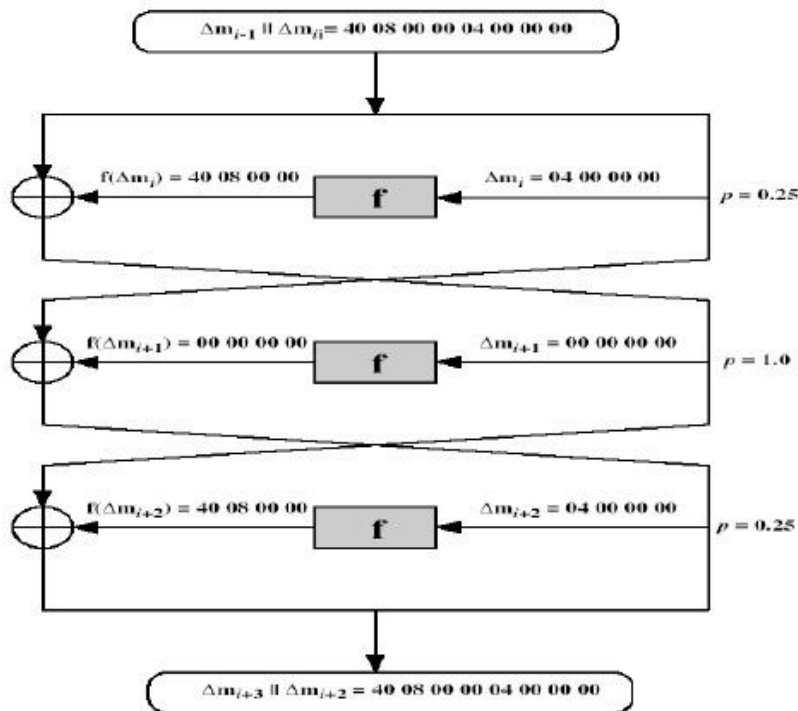 Δm_{i-1} || Δm_{i|}= 40 08 00 00 04 00 00 00
f(Δm_i) = 40 08 00 00
f
Δm_i = 04 00 00 00
p = 0.25
f(Δm_{i+1}) = 00 00 00 00
f
Δm_{i+1} = 00 00 00 00
p = 1.0
f(Δm_{i+2}) = 40 08 00 00
f
Δm_{i+2} = 04 00 00 00
p = 0.25
Δm_{i+3} || Δm_{i+2} = 40 08 00 00 04 00 00 00